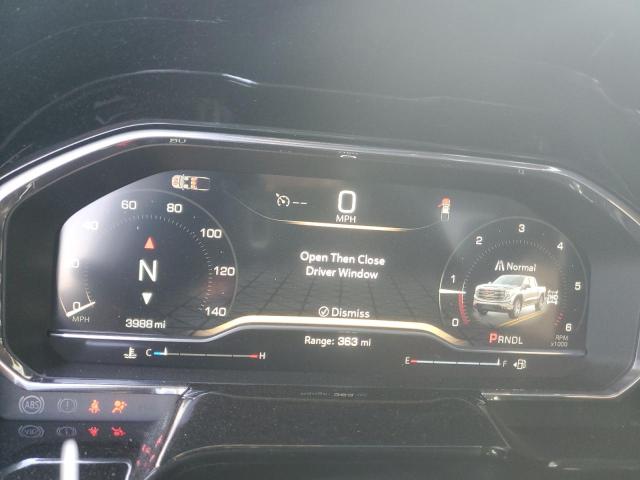 0
MPH
60
80
40
100
120
140
0
MPH
N
3988 mi
Open Then Close
Driver Window
Dismiss
Range: 363 mi
C
H
E
F
0
1
2
3
4
5
6
Normal
PRNDL
RPM
x1000
ABS